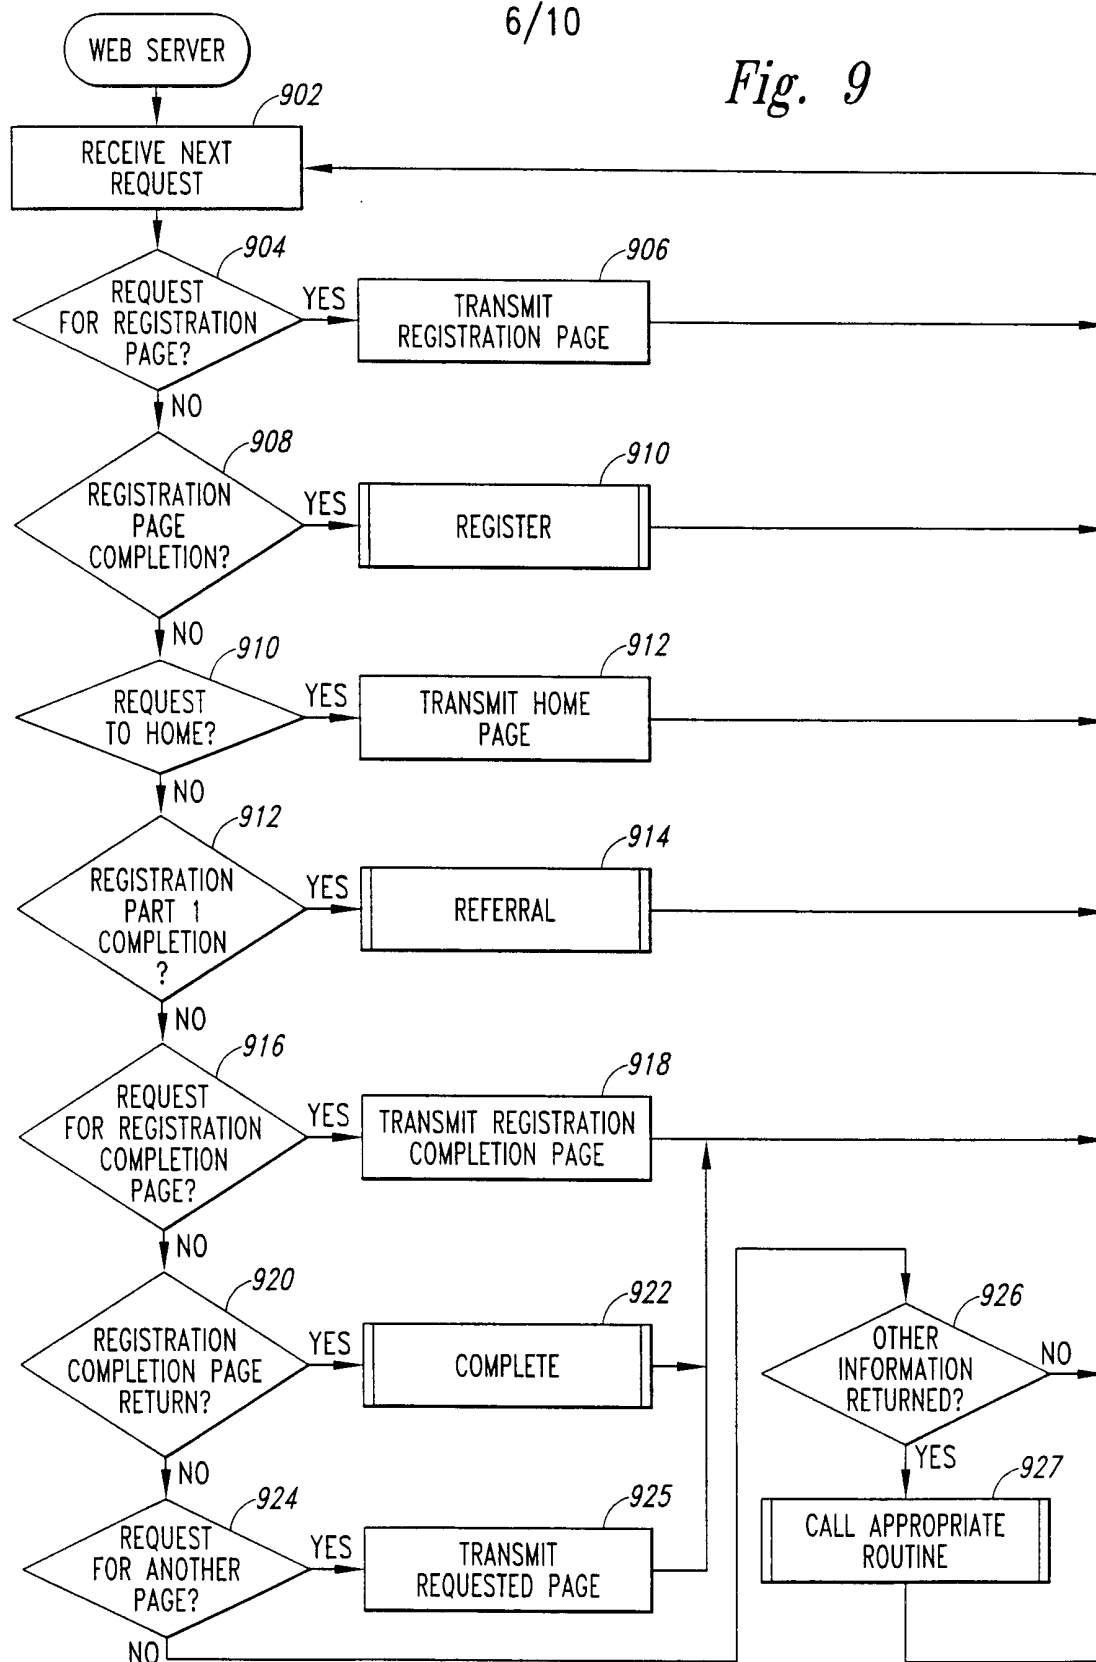 6/10
Fig. 9
WEB SERVER
902
RECEIVE NEXT
REQUEST
904
REQUEST
FOR REGISTRATION
PAGE?
YES
906
TRANSMIT
REGISTRATION PAGE
NO
908
REGISTRATION
PAGE
COMPLETION?
YES
910
REGISTER
NO
910
REQUEST
TO HOME?
YES
912
TRANSMIT HOME
PAGE
NO
912
REGISTRATION
PART 1
COMPLETION
?
YES
914
REFERRAL
NO
916
REQUEST
FOR REGISTRATION
COMPLETION
PAGE?
YES
918
TRANSMIT REGISTRATION
COMPLETION PAGE
NO
920
REGISTRATION
COMPLETION PAGE
RETURN?
YES
922
COMPLETE
NO
924
REQUEST
FOR ANOTHER
PAGE?
YES
925
TRANSMIT
REQUESTED PAGE
NO
926
OTHER
INFORMATION
RETURNED?
NO
YES
927
CALL APPROPRIATE
ROUTINE